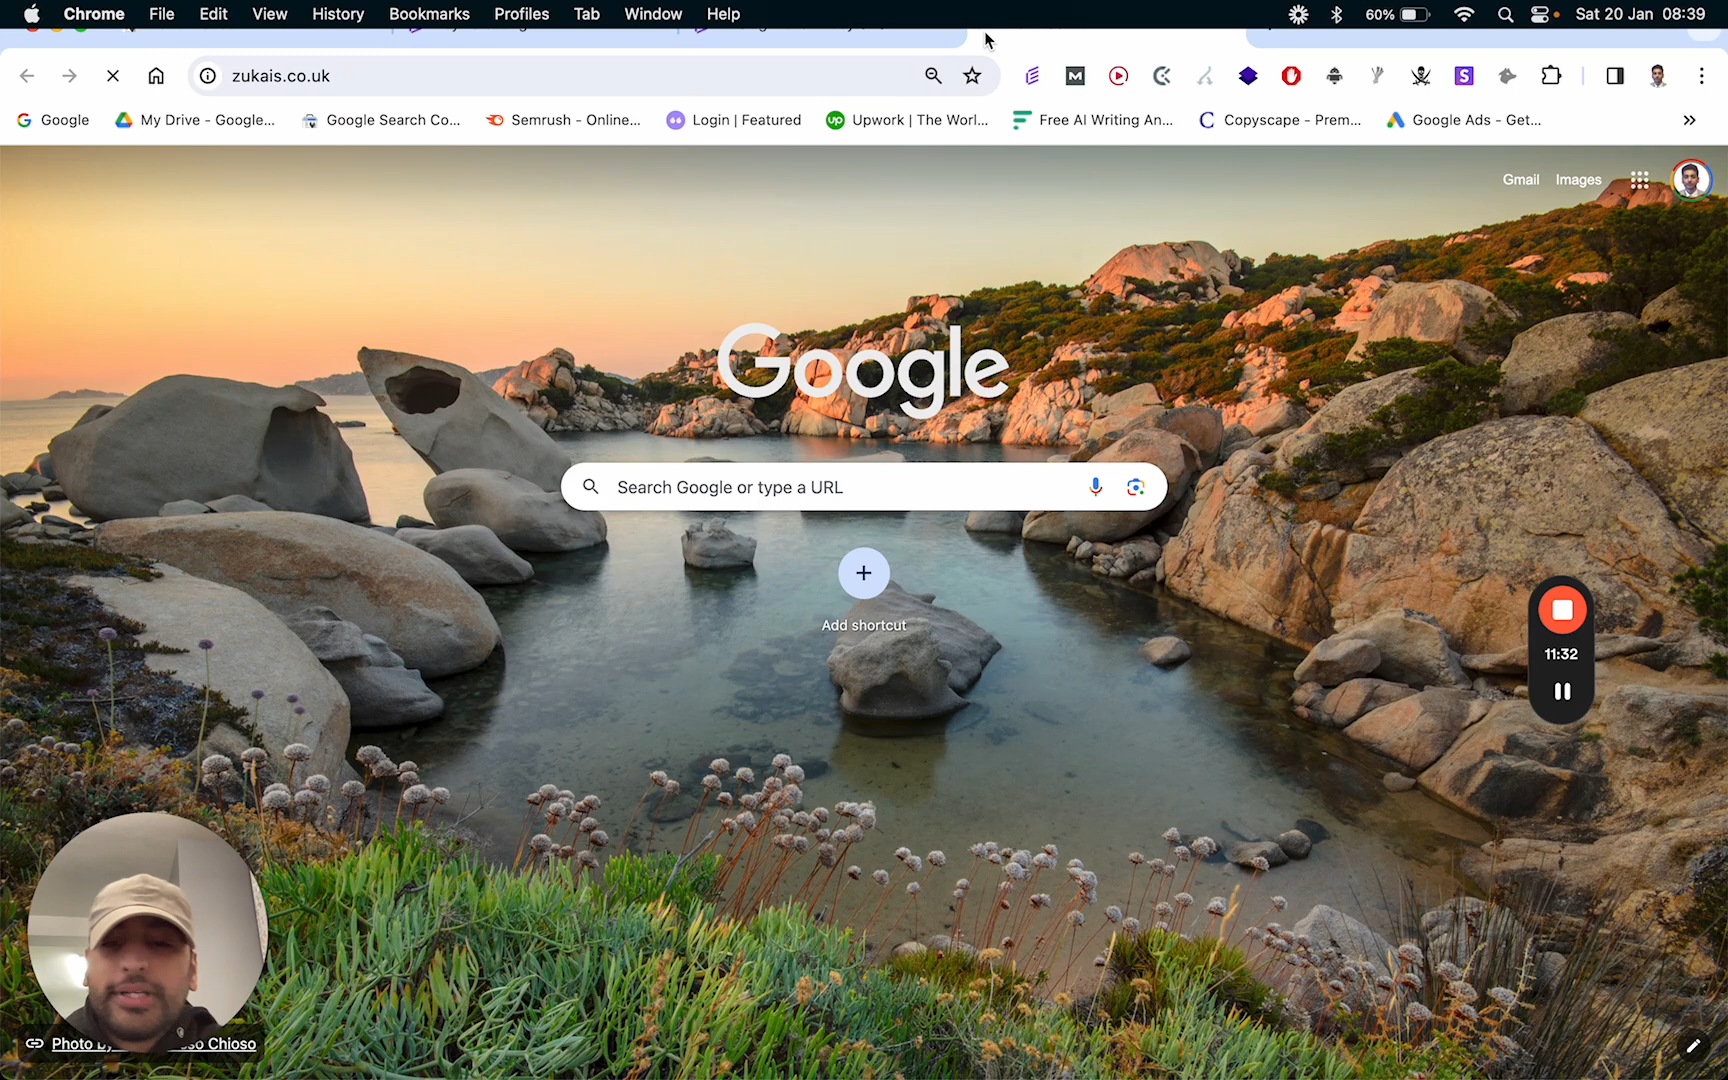 Chrome File Edit View History Bookmarks Profiles Tab Window Help 60% Sat 20 Jan 08:39
zukais.co.uk
Google My Drive - Google... Google Search Co... Semrush - Online... Login | Featured Upwork | The Worl... Free AI Writing An... Copyscape - Prem... Google Ads - Get...
Gmail Images
Google
Search Google or type a URL
Add shortcut
11:32
Photo Chioso